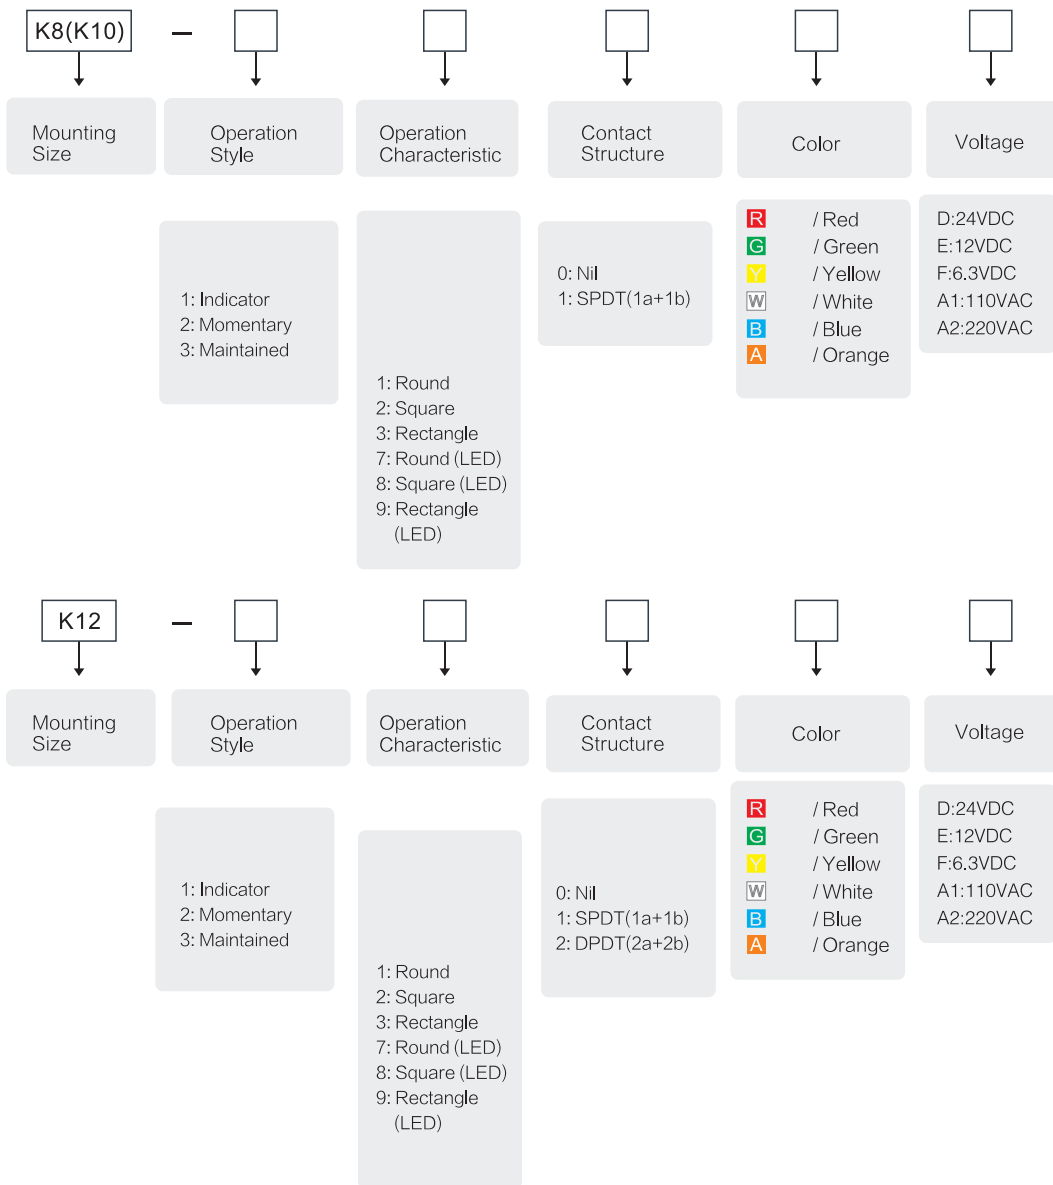 K8(K10) –
Mounting
Size
Operation
Style
Operation
Characteristic
Contact
Structure
Color
Voltage
1: Indicator
2: Momentary
3: Maintained
1: Round
2: Square
3: Rectangle
7: Round (LED)
8: Square (LED)
9: Rectangle
(LED)
0: Nil
1: SPDT(1a+1b)
R / Red
G / Green
Y / Yellow
W / White
B / Blue
A / Orange
D:24VDC
E:12VDC
F:6.3VDC
A1:110VAC
A2:220VAC
K12 –
Mounting
Size
Operation
Style
Operation
Characteristic
Contact
Structure
Color
Voltage
1: Indicator
2: Momentary
3: Maintained
1: Round
2: Square
3: Rectangle
7: Round (LED)
8: Square (LED)
9: Rectangle
(LED)
0: Nil
1: SPDT(1a+1b)
2: DPDT(2a+2b)
R / Red
G / Green
Y / Yellow
W / White
B / Blue
A / Orange
D:24VDC
E:12VDC
F:6.3VDC
A1:110VAC
A2:220VAC